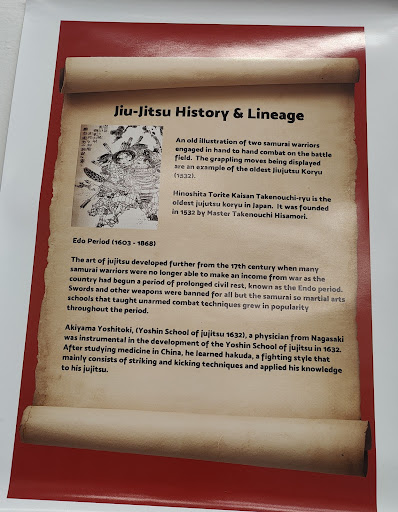 Jiu-Jitsu History & Lineage
An old illustration of two samurai warriors
engaged in hand to hand combat on the battle
field. The grappling moves being displayed
are an example of the oldest Jiujutsu Koryu
(1532).
Hinoshita Torite Kaisan Takenouchi-ryu is the
oldest jujutsu koryu in Japan. It was founded
in 1532 by Master Takenouchi Hisamori.
Edo Period (1603 - 1868)
The art of jujutsu developed further from the 17th century when many
samurai warriors were no longer able to make an income from war as the
country had begun a period of prolonged civil rest, known as the Endo period.
Swords and other weapons were banned for all but the samurai so martial arts
schools that taught unarmed combat techniques grew in popularity
throughout the period.
Akiyama Yoshitoki, (Yoshin School of jujitsu 1632), a physician from Nagasaki
was instrumental in the development of the Yoshin School of jujitsu in 1632.
After studying medicine in China, he learned hakuda, a fighting style that
mainly consists of striking and kicking techniques and applied his knowledge
to his jujitsu.